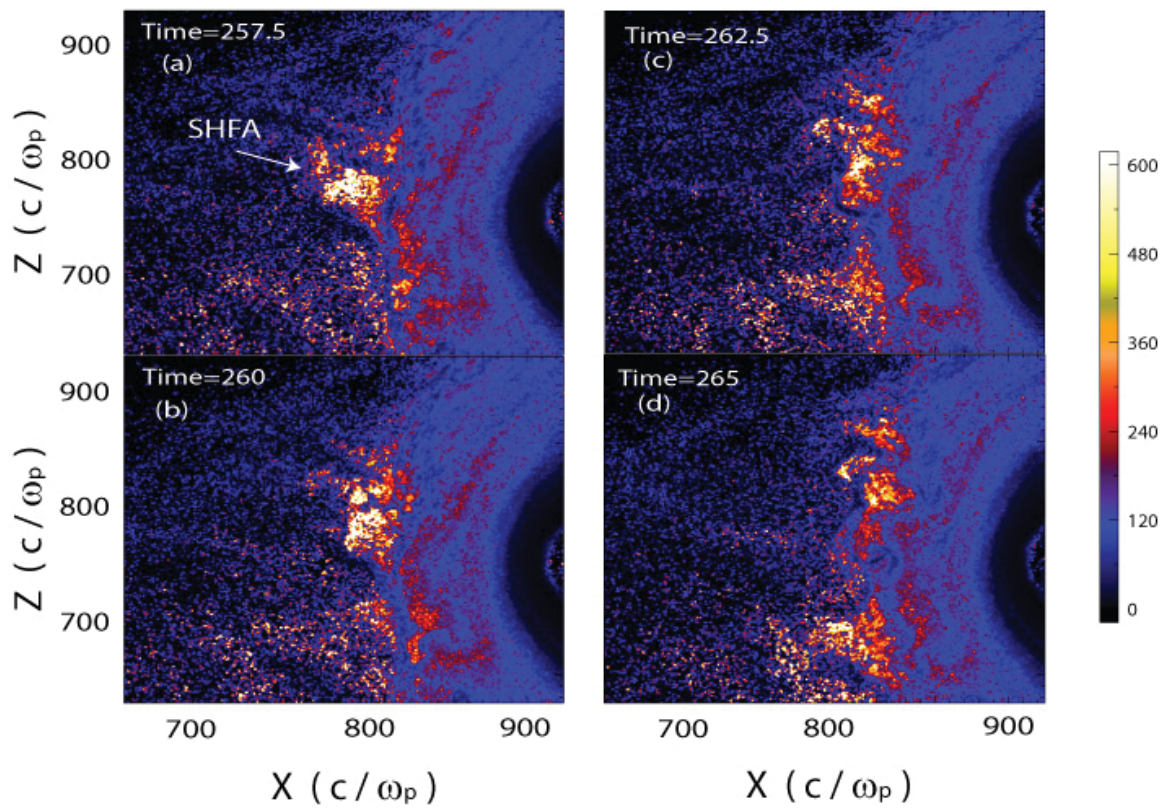 Time=257.5
(a)
SHFA
Time=262.5
(c)
Time=260
(b)
Time=265
(d)
930
800
700
900
800
700
Z ( c / ωp )
Z ( c / ωp )
700 800 900
700 800 900
X ( c / ωp )
X ( c / ωp )
600
480
360
240
120
0